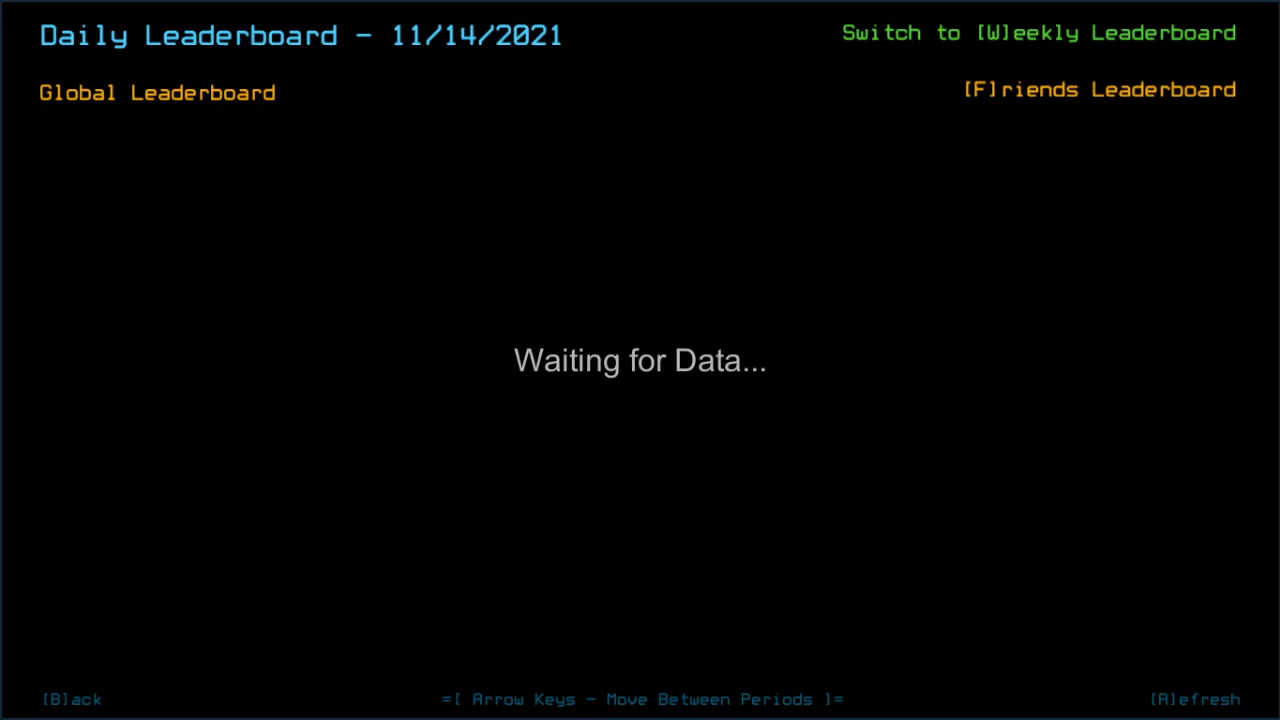 Daily Leaderboard - 11/14/2021
Switch to [W]eekly Leaderboard
Global Leaderboard
[F]riends Leaderboard
Waiting for Data...
[B]ack
=[ Arrow Keys - Move Between Periods ]=
[R]efresh